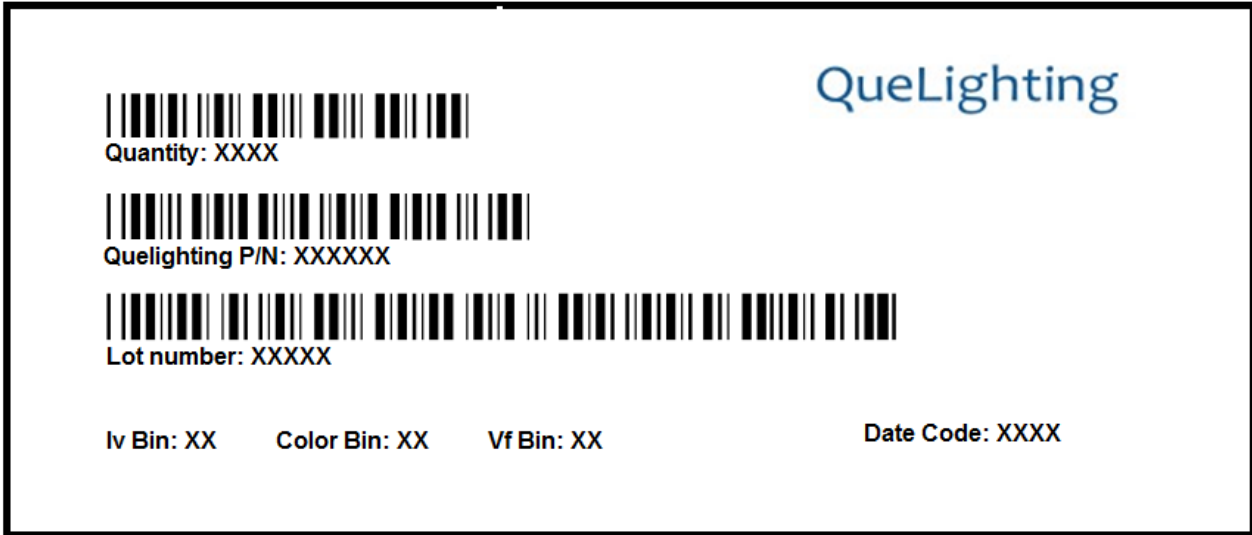 QueLighting
Quantity: XXXX
Quelighting P/N: XXXXXX
Lot number: XXXXX
Iv Bin: XX Color Bin: XX Vf Bin: XX Date Code: XXXX